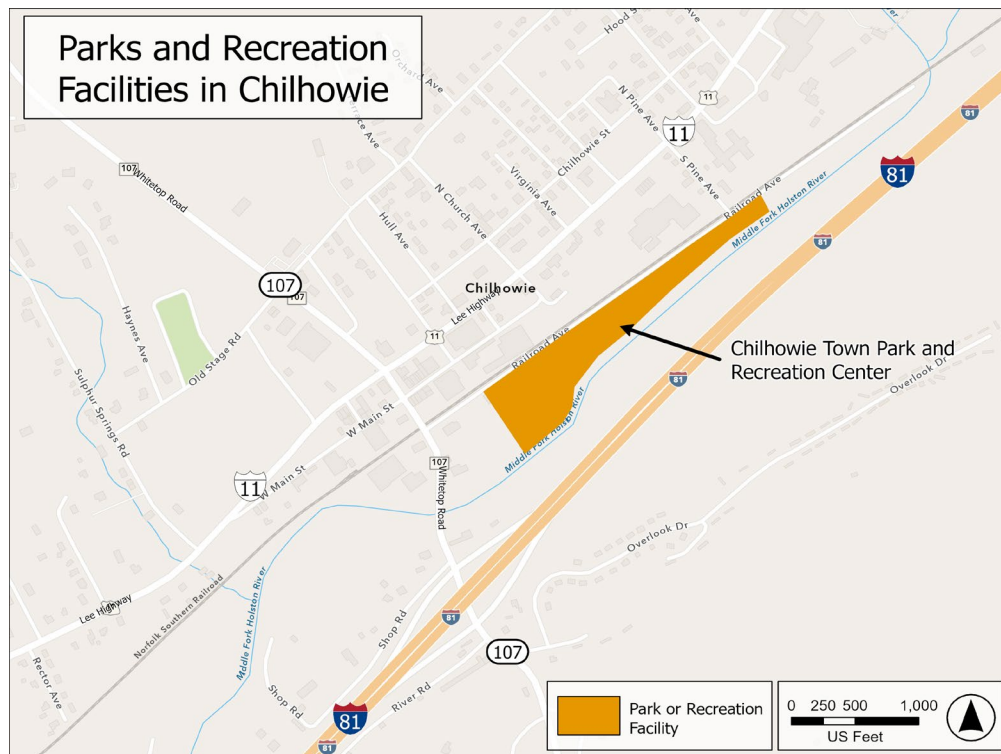 Parks and Recreation
Facilities in Chilhowie
Hood S
Orchard Ave
race Ave
N Pine Ave
11
11
81
81
107
Whitetop Road
Chilhowie St
Virginia Ave
S Pine Ave
N Church Ave
Hull Ave
Railroad Ave
Middle Fork Holston River
81
107
107
Chilhowie
Lee Highway
11
Haynes Ave
Old Stage Rd
Railroad Ave
Chilhowie Town Park and
Recreation Center
81
Overlook Dr
Sulphur Springs Rd
W Main St
Middle Fork Holston River
107
Whitetop Road
11
W Main St
Overlook Dr
Middle Fork Holston River
Norfolk Southern Railroad
Lee Highway
Shop Rd
81
107
Rector Ave
Shop Rd
River Rd
81
81
Park or Recreation
Facility
0 250 500 1,000
US Feet